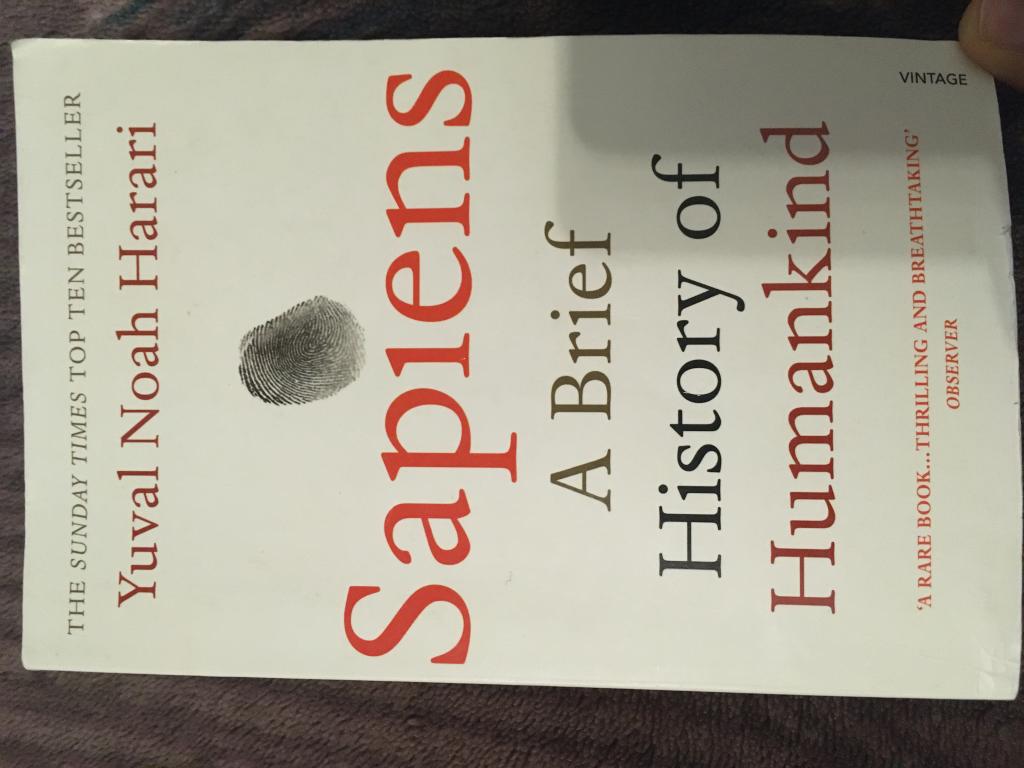 THE SUNDAY TIMES TOP TEN BESTSELLER
Yuval Noah Harari
Sapiens
A Brief
History of
Humankind
'A RARE BOOK...THRILLING AND BREATHTAKING'
OBSERVER
VINTAGE